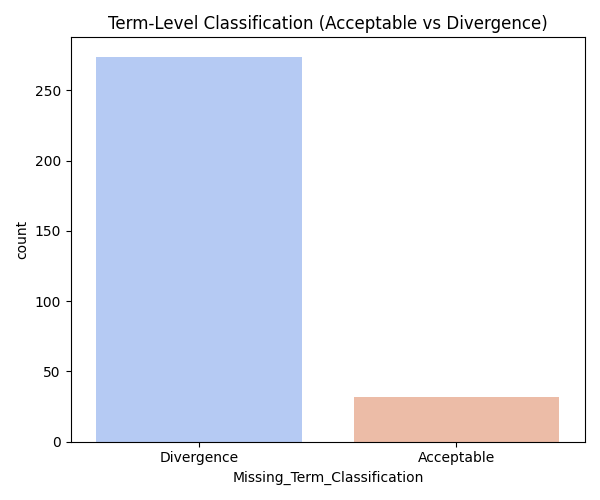 Term-Level Classification (Acceptable vs Divergence)
250
200
150
100
50
0
count
Divergence
Acceptable
Missing_Term_Classification